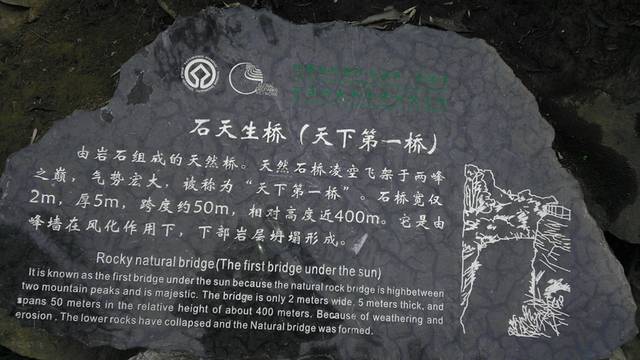 石天生桥（天下第一桥）
由岩石组成的天然桥。天然石桥凌空飞架于两峰
之巅，气势宏大，被称为“天下第一桥”。石桥宽仅
2m，厚5m，跨度约50m，相对高度近400m。它是由
峰墙在风化作用下，下部岩层坍塌形成。
Rocky natural bridge(The first bridge under the sun)
It is known as the first bridge under the sun because the natural rock bridge is highbetween
two mountain peaks and is majestic. The bridge is only 2 meters wide, 5 meters thick, and
spans 50 meters in the relative height of about 400 meters. Because of weathering and
erosion . The lower rocks have collapsed and the Natural bridge was formed.